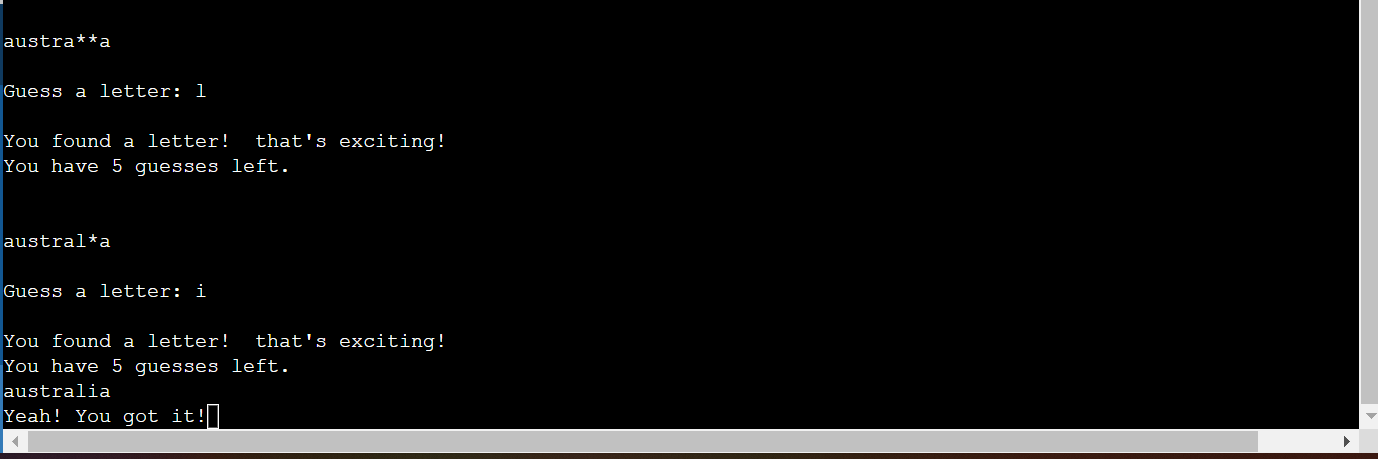 austra**a
Guess a letter: l
You found a letter!  that's exciting!
You have 5 guesses left.
austral*a
Guess a letter: i
You found a letter!  that's exciting!
You have 5 guesses left.
australia
Yeah! You got it!